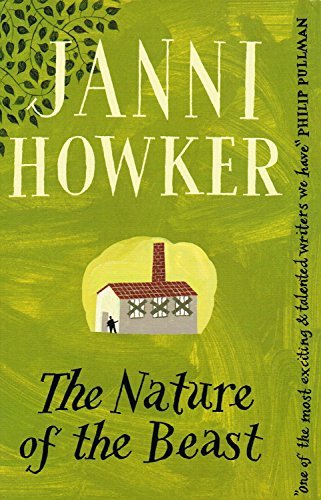 JANNI
HOWKER
The Nature
of the Beast
"One of the most exciting & talented writers we have" PHILIP PULLMAN